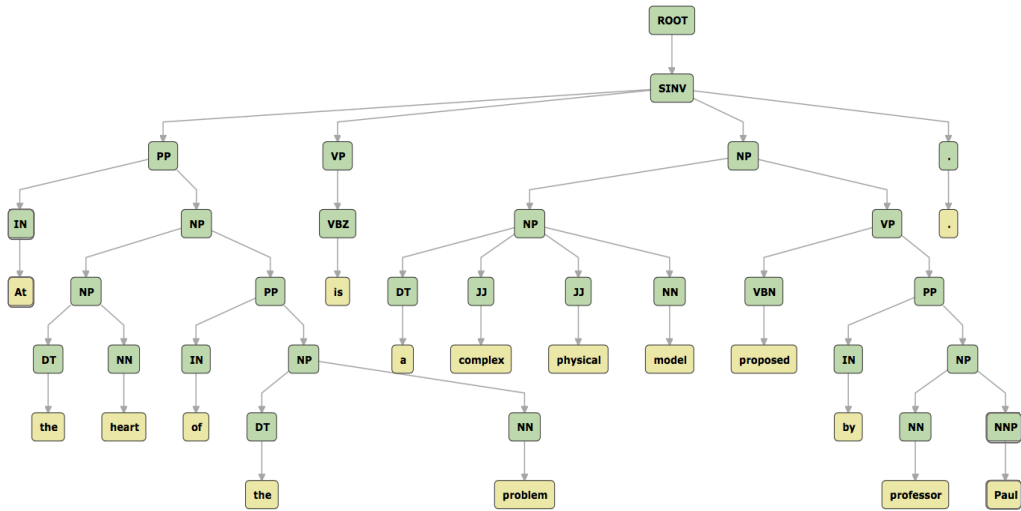 ROOT
SINV
PP VP NP .
IN NP VBZ NP VP .
At NP PP is DT JJ JJ NN VBN PP
DT NN IN NP a complex physical model proposed IN NP
the heart of DT NN by NN NNP
the problem professor Paul